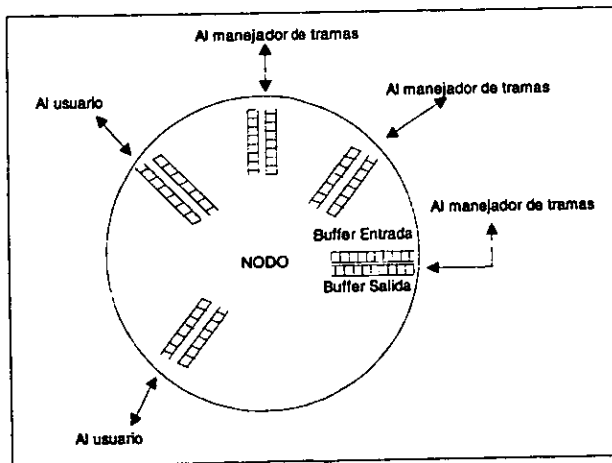 Al manejador de tramas
Al manejador de tramas
Al usuario
Al manejador de tramas
Buffer Entrada
NODO
Buffer Salida
Al usuario